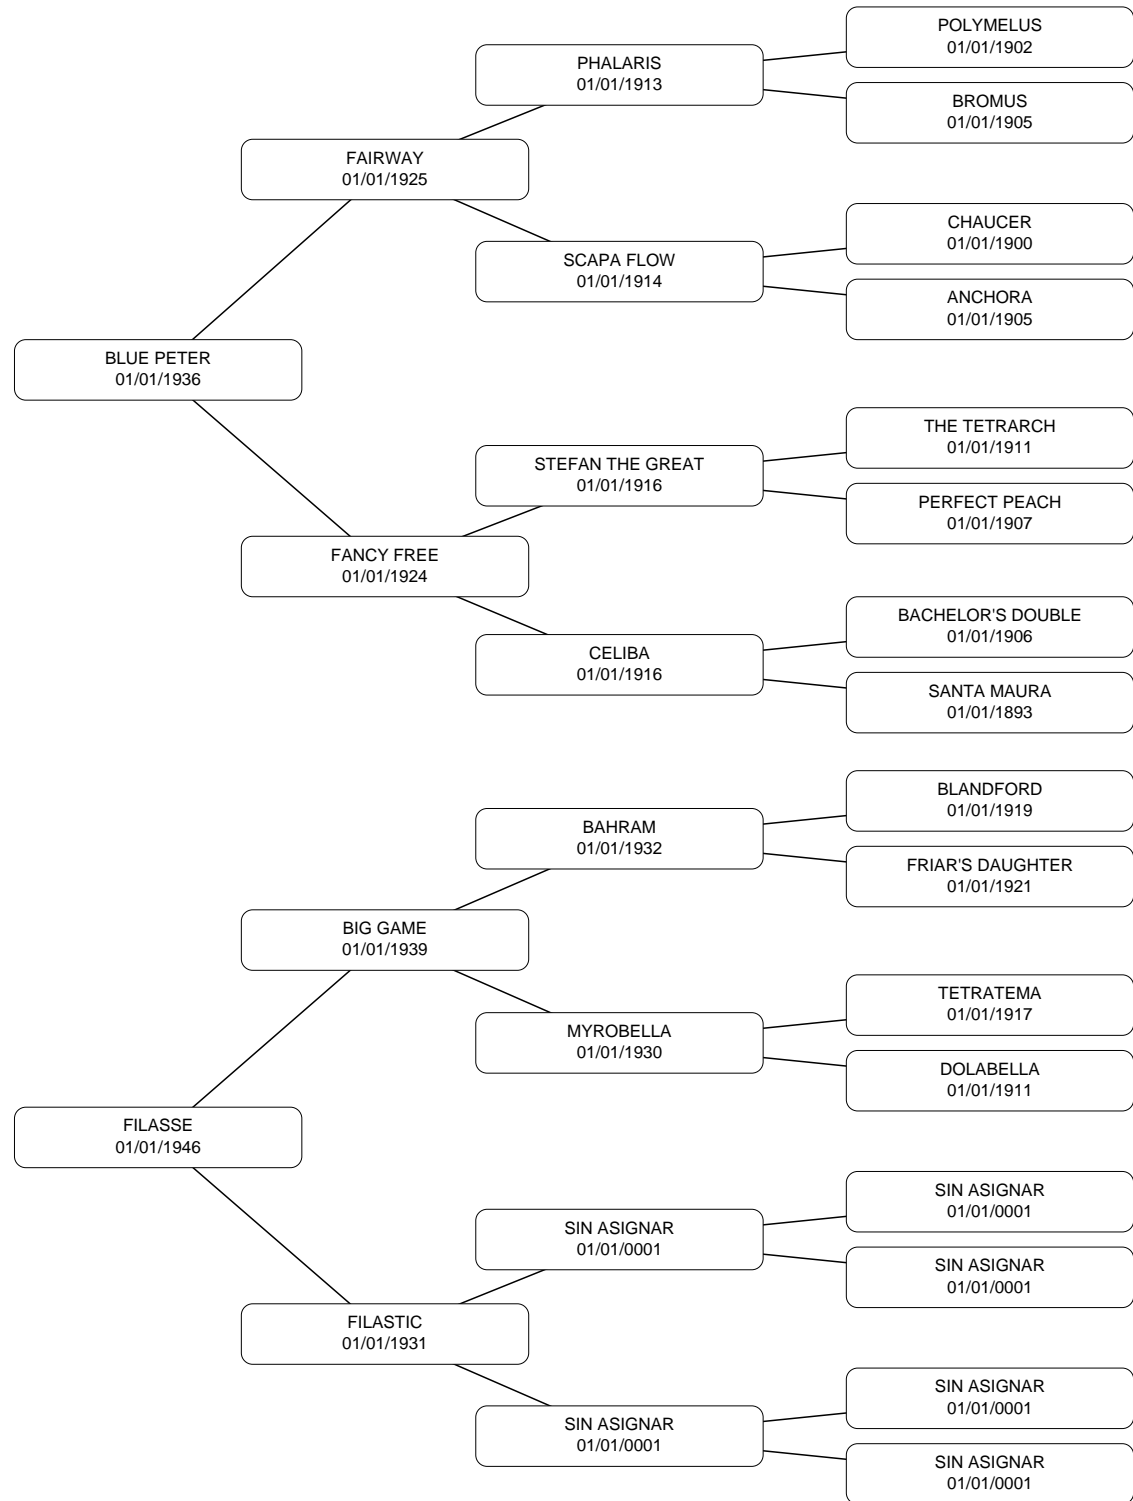 POLYMELUS
01/01/1902
PHALARIS
01/01/1913
BROMUS
01/01/1905
FAIRWAY
01/01/1925
CHAUCER
01/01/1900
SCAPA FLOW
01/01/1914
ANCHORA
01/01/1905
BLUE PETER
01/01/1936
THE TETRARCH
01/01/1911
STEFAN THE GREAT
01/01/1916
PERFECT PEACH
01/01/1907
FANCY FREE
01/01/1924
BACHELOR'S DOUBLE
01/01/1906
CELIBA
01/01/1916
SANTA MAURA
01/01/1893
BLANDFORD
01/01/1919
BAHRAM
01/01/1932
FRIAR'S DAUGHTER
01/01/1921
BIG GAME
01/01/1939
TETRATEMA
01/01/1917
MYROBELLA
01/01/1930
DOLABELLA
01/01/1911
FILASSE
01/01/1946
SIN ASIGNAR
01/01/0001
SIN ASIGNAR
01/01/0001
SIN ASIGNAR
01/01/0001
FILASTIC
01/01/1931
SIN ASIGNAR
01/01/0001
SIN ASIGNAR
01/01/0001
SIN ASIGNAR
01/01/0001